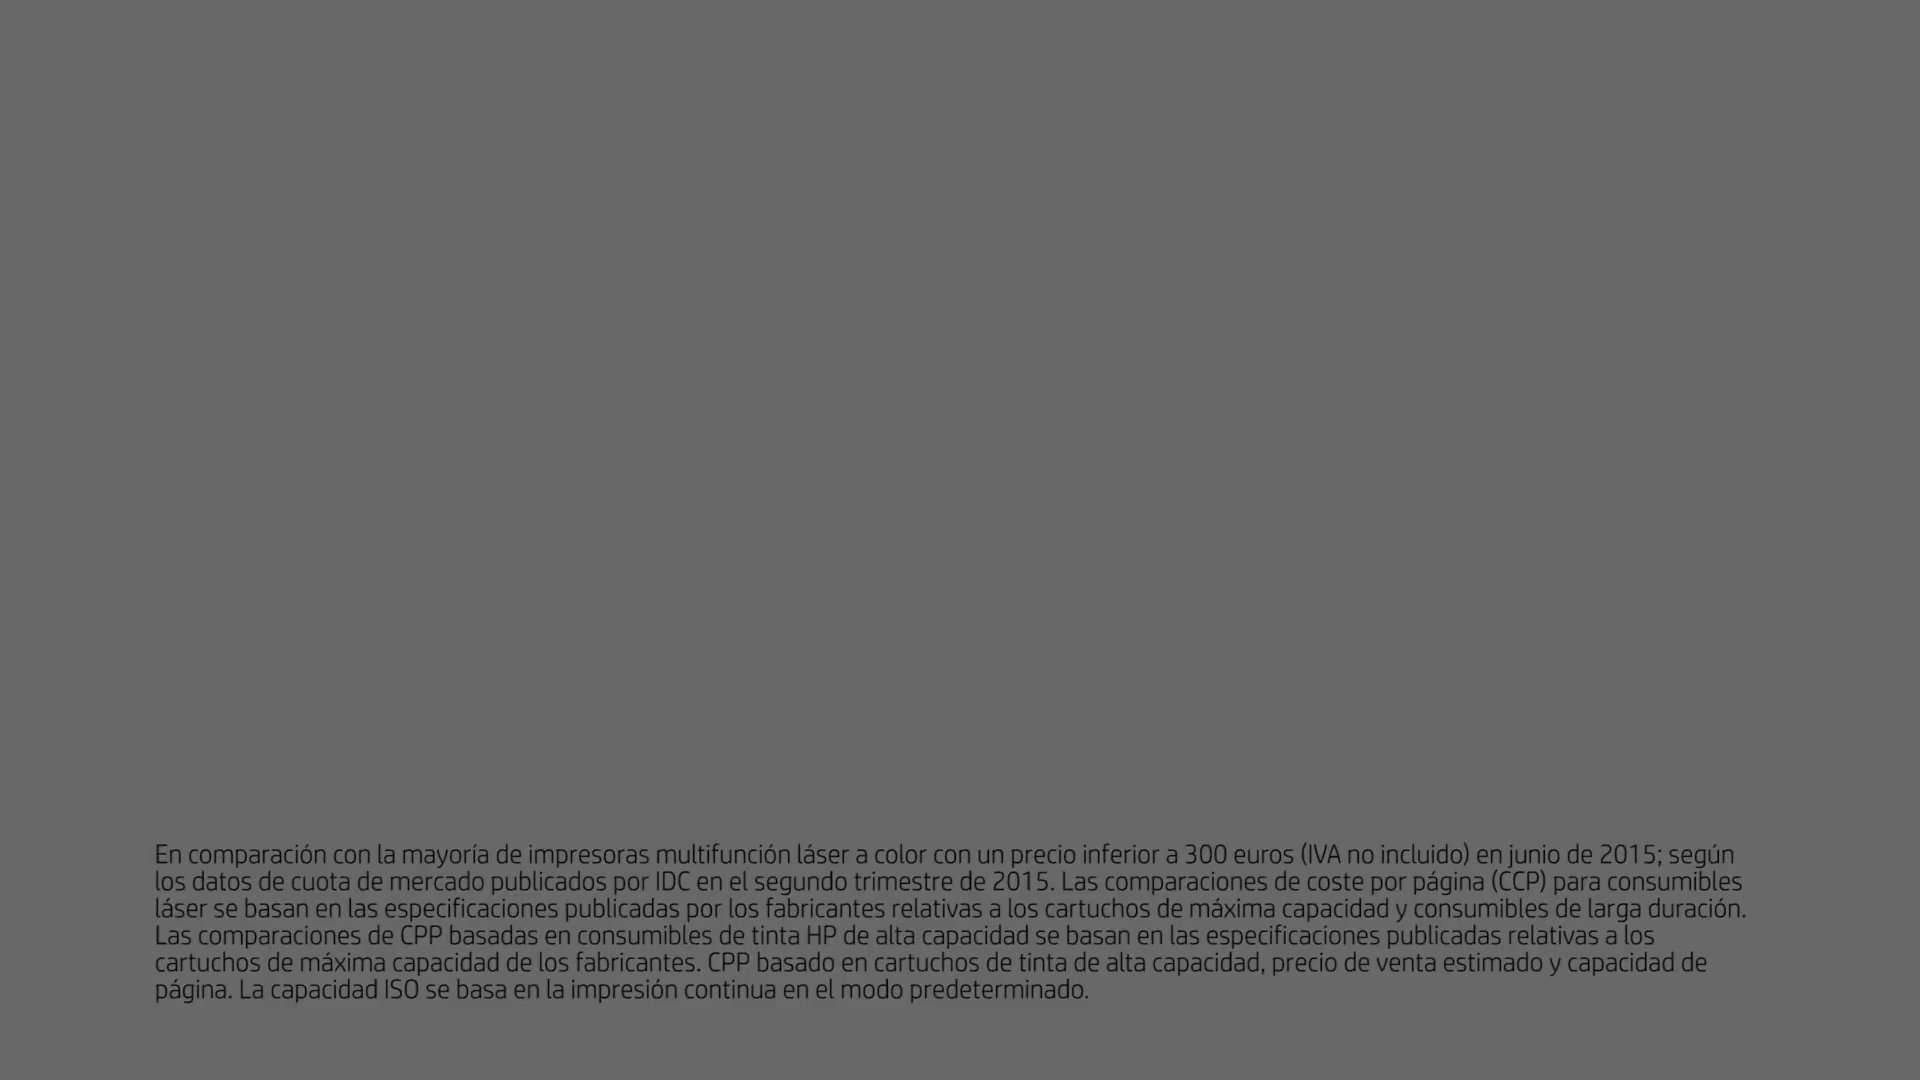 En comparación con la mayoría de impresoras multifunción láser a color con un precio inferior a 300 euros (IVA no incluido) en junio de 2015; según
los datos de cuota de mercado publicados por IDC en el segundo trimestre de 2015. Las comparaciones de coste por página (CCP) para consumibles
láser se basan en las especificaciones publicadas por los fabricantes relativas a los cartuchos de máxima capacidad y consumibles de larga duración.
Las comparaciones de CPP basadas en consumibles de tinta HP de alta capacidad se basan en las especificaciones publicadas relativas a los
cartuchos de máxima capacidad de los fabricantes. CPP basado en cartuchos de tinta de alta capacidad, precio de venta estimado y capacidad de
página. La capacidad ISO se basa en la impresión continua en el modo predeterminado.